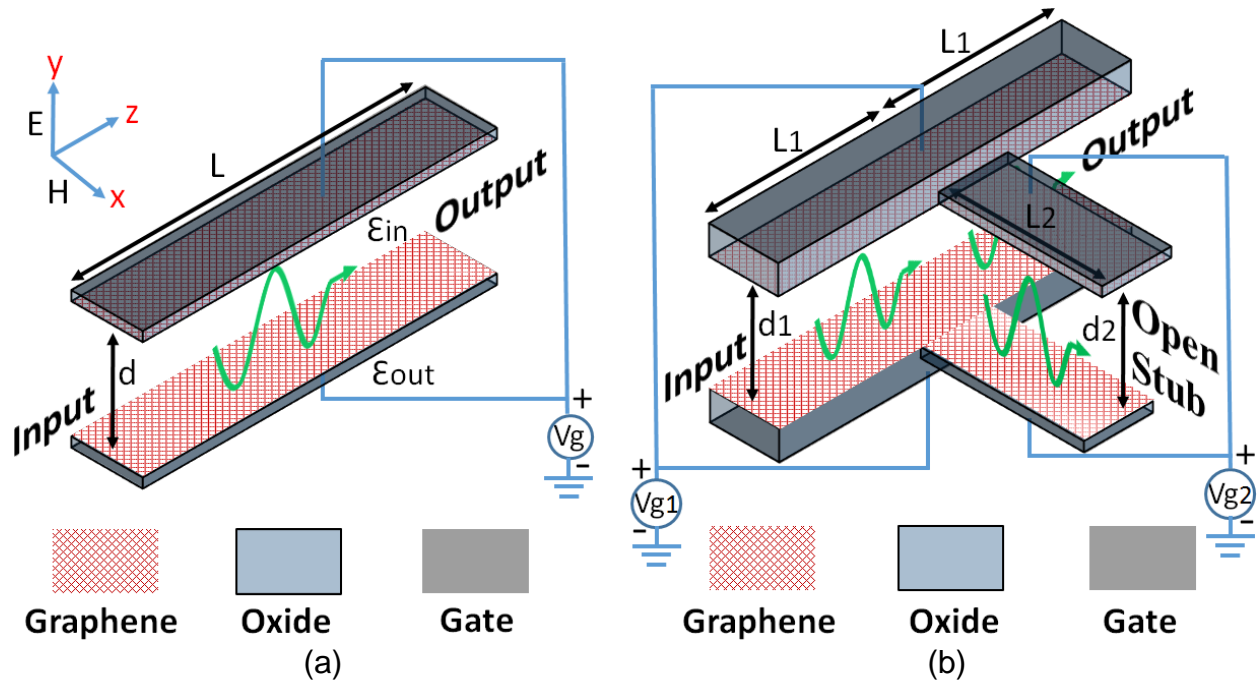 y
E
z
H
x
L
Output
εin
d
Input
εout
+
Vg
-
Graphene
Oxide
Gate
(a)
L1
L1
Output
L2
d1
Input
d2
Open
Stub
+
Vg1
-
+
Vg2
-
Graphene
Oxide
Gate
(b)